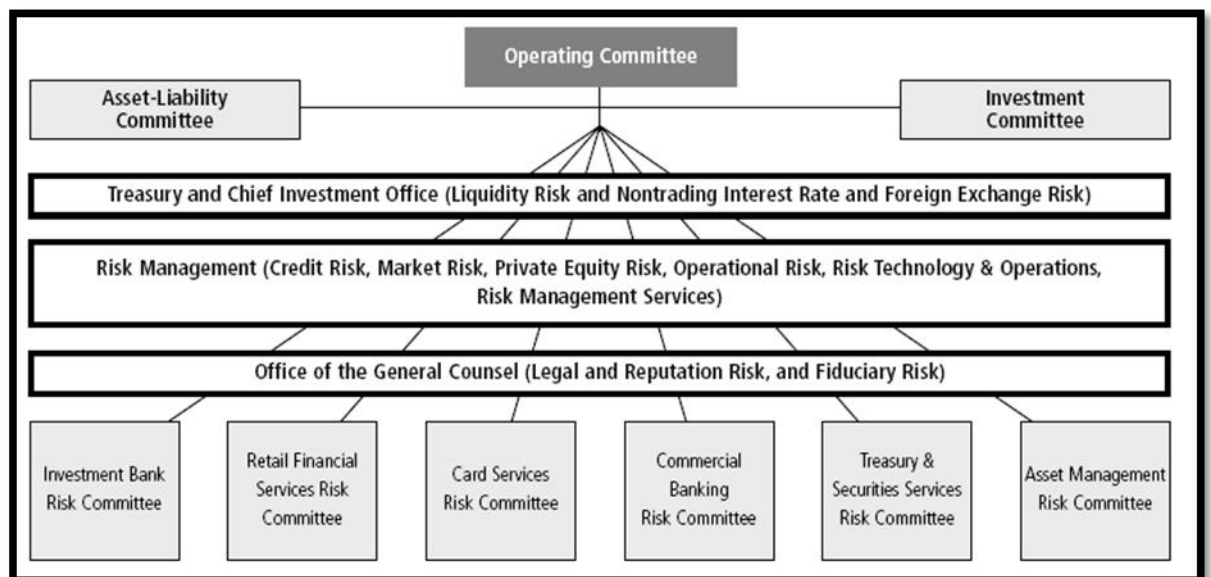 Operating Committee
Asset-Liability
Committee
Investment
Committee
Treasury and Chief Investment Office (Liquidity Risk and Nontrading Interest Rate and Foreign Exchange Risk)
Risk Management (Credit Risk, Market Risk, Private Equity Risk, Operational Risk, Risk Technology & Operations,
Risk Management Services)
Office of the General Counsel (Legal and Reputation Risk, and Fiduciary Risk)
Investment Bank
Risk Committee
Retail Financial
Services Risk
Committee
Card Services
Risk Committee
Commercial
Banking
Risk Committee
Treasury &
Securities Services
Risk Committee
Asset Management
Risk Committee